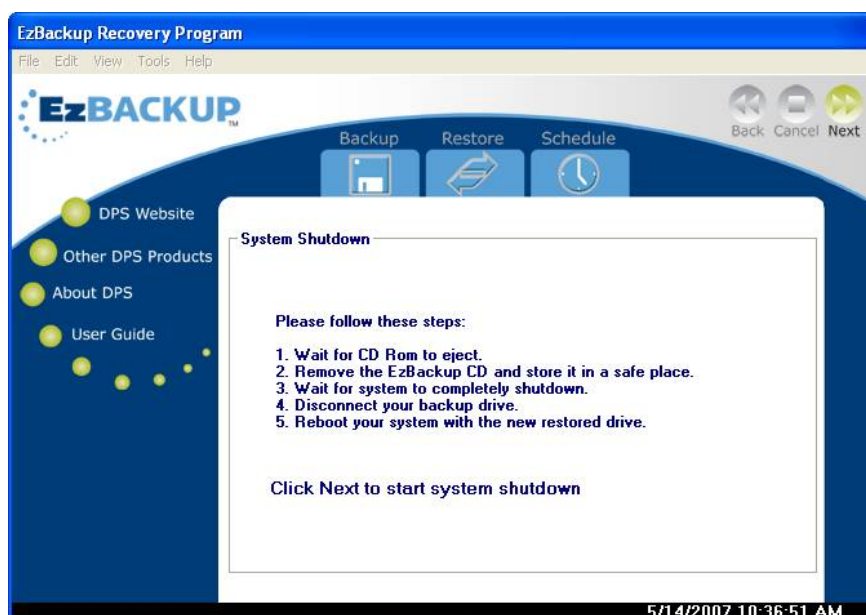 EzBackup Recovery Program
File Edit View Tools Help
EzBACKUP TM
Back Cancel Next
Backup Restore Schedule
DPS Website
Other DPS Products
About DPS
User Guide
System Shutdown
Please follow these steps:
1. Wait for CD Rom to eject.
2. Remove the EzBackup CD and store it in a safe place.
3. Wait for system to completely shutdown.
4. Disconnect your backup drive.
5. Reboot your system with the new restored drive.
Click Next to start system shutdown
5/14/2007 10:36:51 AM